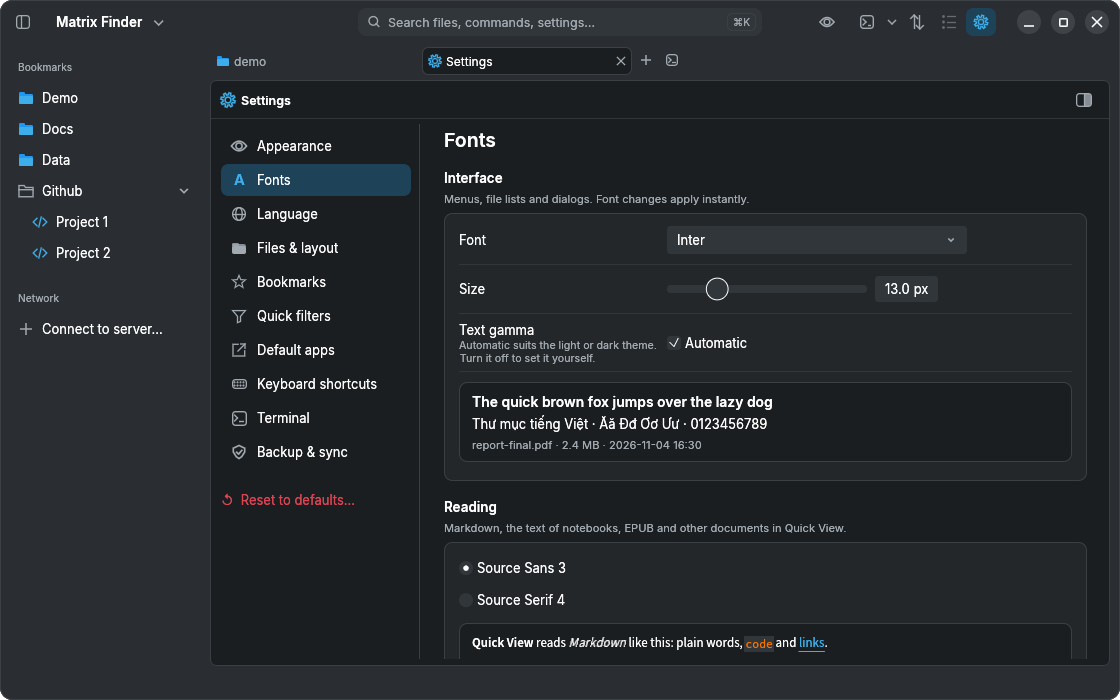 Matrix Finder
Search files, commands, settings...
⌘K
Bookmarks
Demo
Docs
Data
Github
Project 1
Project 2
Network
Connect to server...
demo
Settings
Settings
Appearance
Fonts
Language
Files & layout
Bookmarks
Quick filters
Default apps
Keyboard shortcuts
Terminal
Backup & sync
Reset to defaults...
Fonts
Interface
Menus, file lists and dialogs. Font changes apply instantly.
Font
Inter
Size
13.0 px
Text gamma
Automatic suits the light or dark theme.
Turn it off to set it yourself.
Automatic
The quick brown fox jumps over the lazy dog
Thư mục tiếng Việt · Ăă Đđ Ơơ Ưư · 0123456789
report-final.pdf · 2.4 MB · 2026-11-04 16:30
Reading
Markdown, the text of notebooks, EPUB and other documents in Quick View.
Source Sans 3
Source Serif 4
Quick View reads Markdown like this: plain words, code and links.